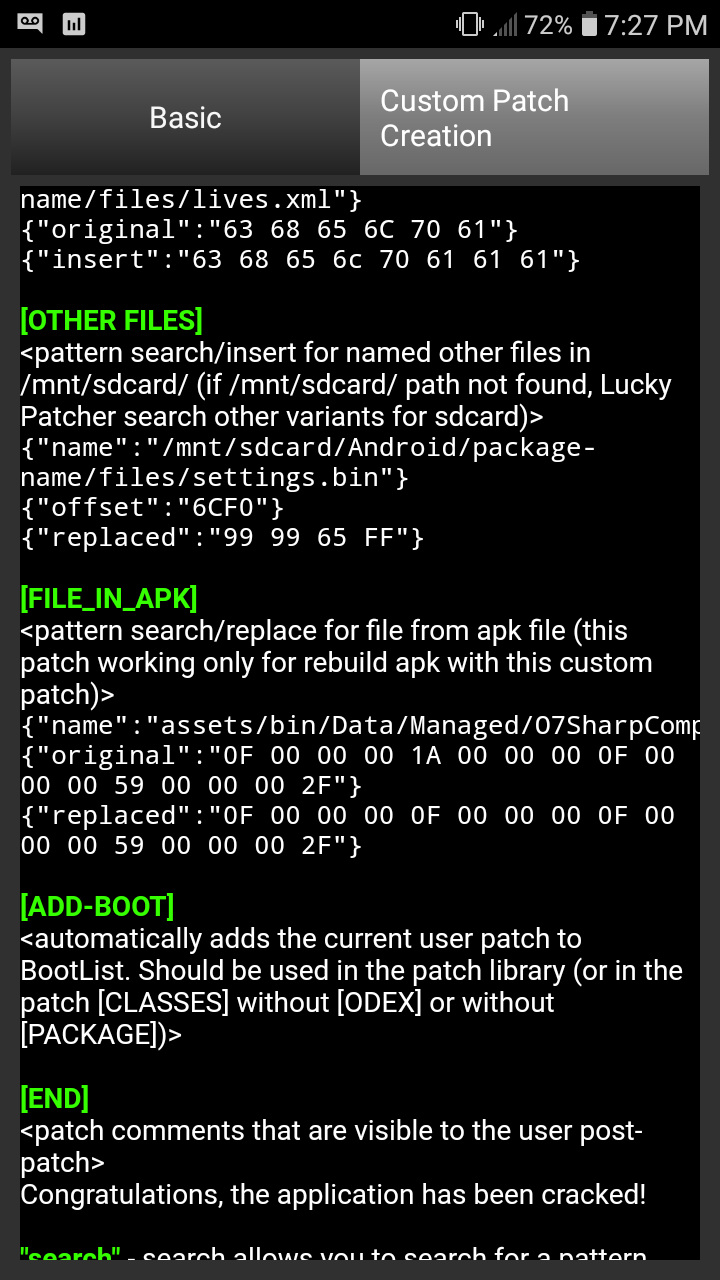 72% 7:27 PM
Basic
Custom Patch
Creation
name/files/lives.xml"}
{"original":"63 68 65 6C 70 61"}
{"insert":"63 68 65 6c 70 61 61 61"}
[OTHER FILES]
<pattern search/insert for named other files in
/mnt/sdcard/ (if /mnt/sdcard/ path not found, Lucky
Patcher search other variants for sdcard)>
{"name":"/mnt/sdcard/Android/package-
name/files/settings.bin"}
{"offset":"6CF0"}
{"replaced":"99 99 65 FF"}
[FILE_IN_APK]
<pattern search/replace for file from apk file (this
patch working only for rebuild apk with this custom
patch)>
{"name":"assets/bin/Data/Managed/O7SharpComp
{"original":"0F 00 00 00 1A 00 00 00 0F 00
00 00 59 00 00 00 2F"}
{"replaced":"0F 00 00 00 0F 00 00 00 0F 00
00 00 59 00 00 00 2F"}
[ADD-BOOT]
<automatically adds the current user patch to
BootList. Should be used in the patch library (or in the
patch [CLASSES] without [ODEX] or without
[PACKAGE])>
[END]
<patch comments that are visible to the user post-
patch>
Congratulations, the application has been cracked!
"search" - search allows you to search for a pattern